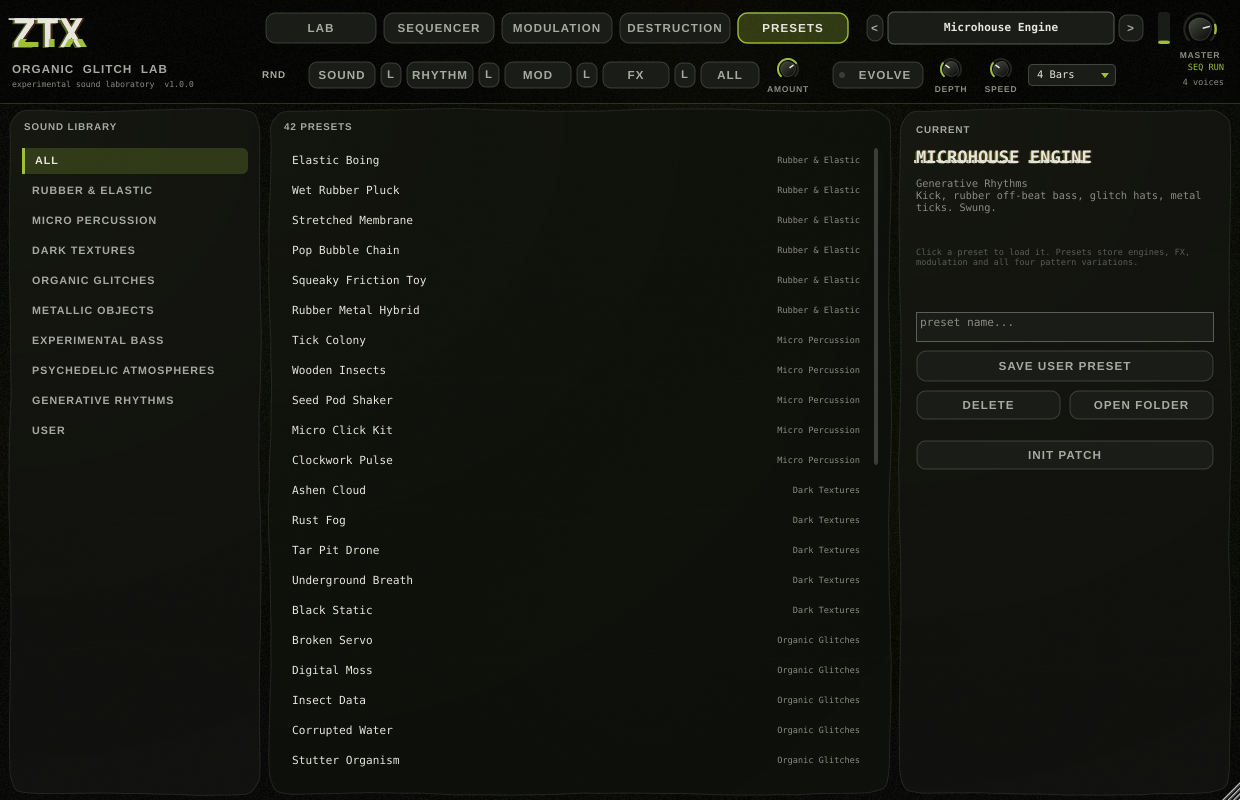 ZTX
ORGANIC GLITCH LAB
experimental sound laboratory v1.0.0
LAB
SEQUENCER
MODULATION
DESTRUCTION
PRESETS
<
Microhouse Engine
>
MASTER
SEQ RUN
4 voices
RND
SOUND
L
RHYTHM
L
MOD
L
FX
L
ALL
AMOUNT
EVOLVE
DEPTH
SPEED
4 Bars
SOUND LIBRARY
ALL
RUBBER & ELASTIC
MICRO PERCUSSION
DARK TEXTURES
ORGANIC GLITCHES
METALLIC OBJECTS
EXPERIMENTAL BASS
PSYCHEDELIC ATMOSPHERES
GENERATIVE RHYTHMS
USER
42 PRESETS
Elastic Boing Rubber & Elastic
Wet Rubber Pluck Rubber & Elastic
Stretched Membrane Rubber & Elastic
Pop Bubble Chain Rubber & Elastic
Squeaky Friction Toy Rubber & Elastic
Rubber Metal Hybrid Rubber & Elastic
Tick Colony Micro Percussion
Wooden Insects Micro Percussion
Seed Pod Shaker Micro Percussion
Micro Click Kit Micro Percussion
Clockwork Pulse Micro Percussion
Ashen Cloud Dark Textures
Rust Fog Dark Textures
Tar Pit Drone Dark Textures
Underground Breath Dark Textures
Black Static Dark Textures
Broken Servo Organic Glitches
Digital Moss Organic Glitches
Insect Data Organic Glitches
Corrupted Water Organic Glitches
Stutter Organism Organic Glitches
CURRENT
MICROHOUSE ENGINE
Generative Rhythms
Kick, rubber off-beat bass, glitch hats, metal
ticks. Swung.
Click a preset to load it. Presets store engines, FX,
modulation and all four pattern variations.
preset name...
SAVE USER PRESET
DELETE
OPEN FOLDER
INIT PATCH